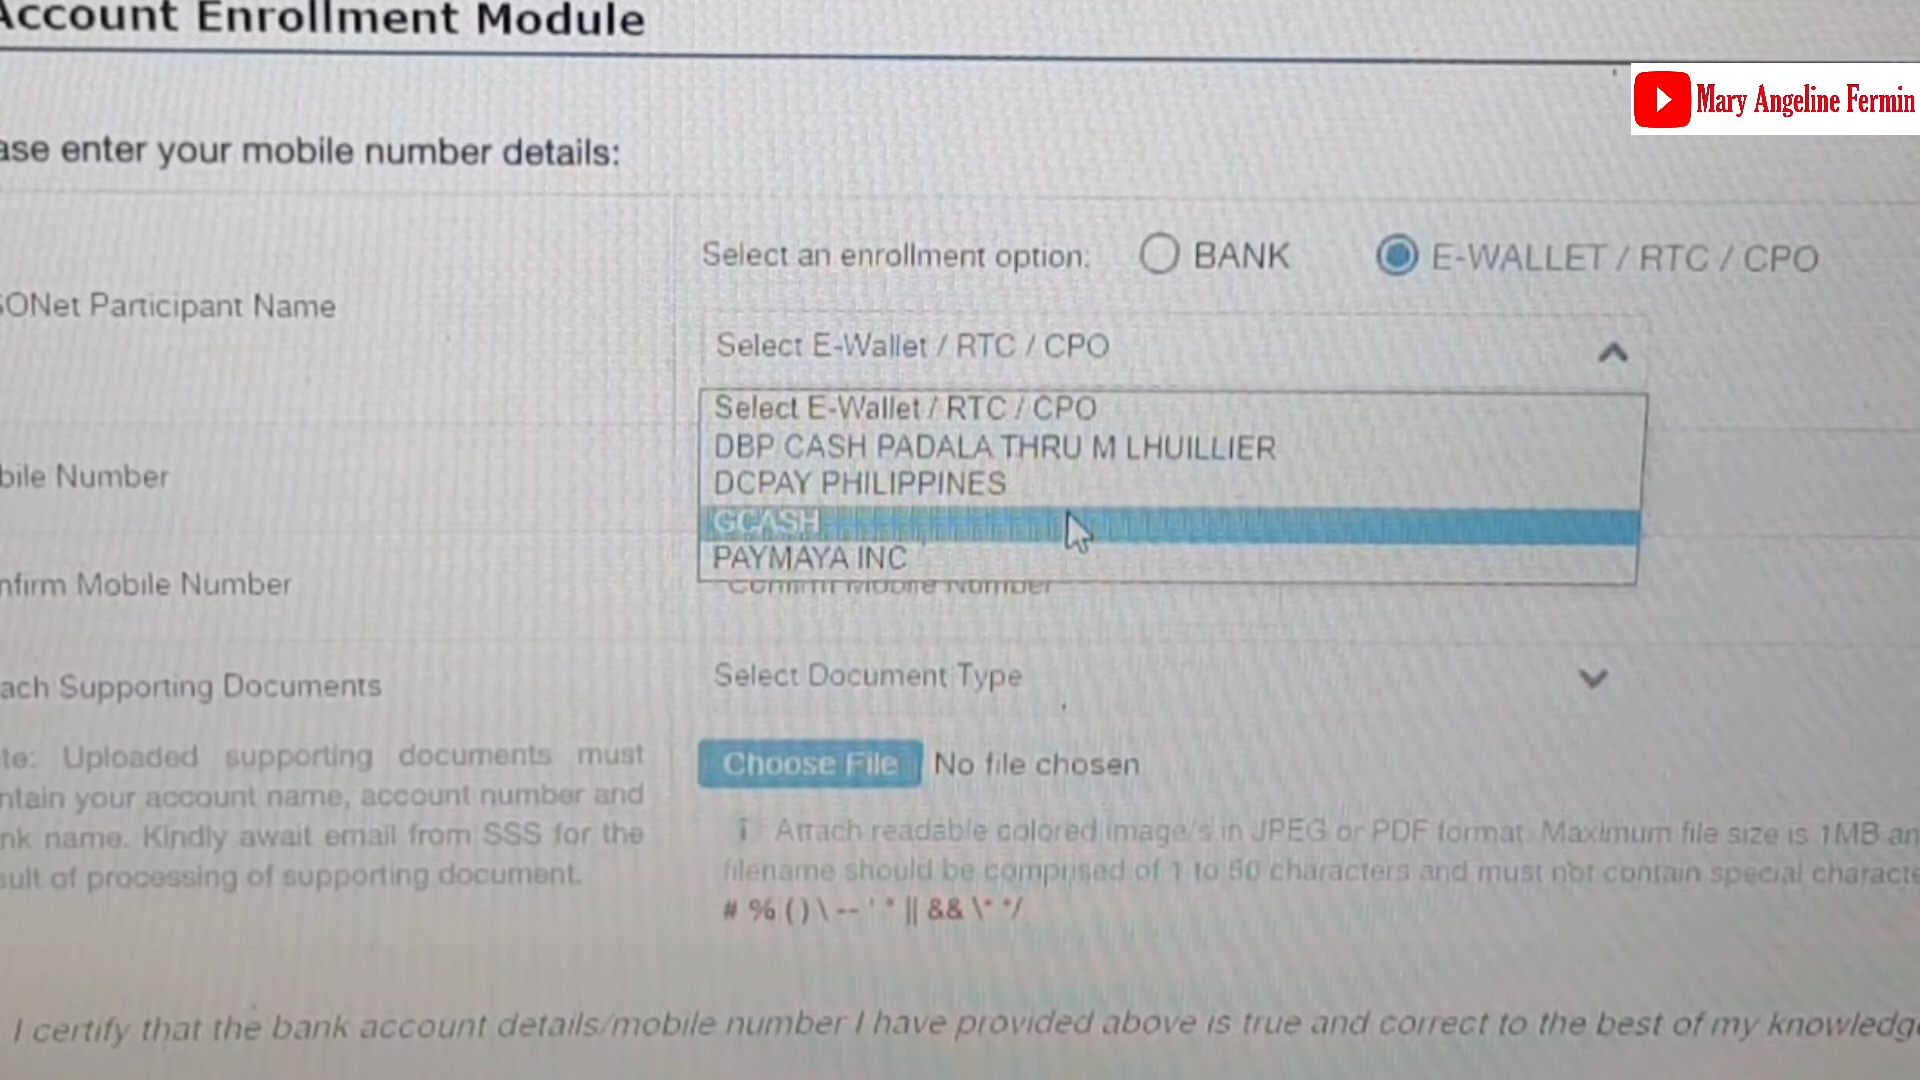 Account Enrollment Module
Mary Angeline Fermin
ase enter your mobile number details:
Select an enrollment option: BANK E-WALLET / RTC / CPO
SONet Participant Name
Select E-Wallet / RTC / CPO
Select E-Wallet / RTC / CPO
DBP CASH PADALA THRU M LHUILLIER
bile Number
DCPAY PHILIPPINES
GCASH
PAYMAYA INC
nfirm Mobile Number
Confirm Mobile Number
ach Supporting Documents
Select Document Type
te: Uploaded supporting documents must
ntain your account name, account number and
nk name. Kindly await email from SSS for the
sult of processing of supporting document.
Choose File No file chosen
i Attach readable colored image/s in JPEG or PDF format. Maximum file size is 1MB an
filename should be comprised of 1 to 50 characters and must not contain special characte
# % ( ) \ -- ' " || && \* */
I certify that the bank account details/mobile number I have provided above is true and correct to the best of my knowledge